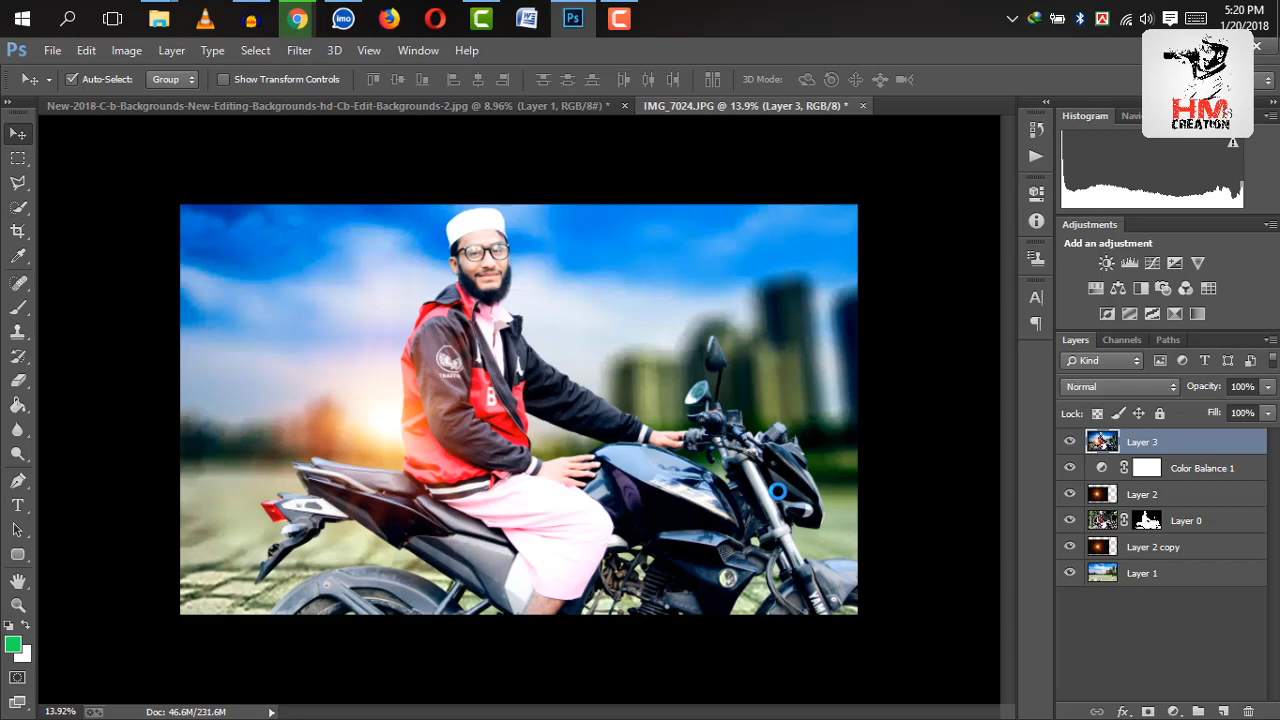 5:20 PM
1/20/2018
Ps File Edit Image Layer Type Select Filter 3D View Window Help
Auto-Select: Group Show Transform Controls 3D Mode:
HM
CREATION
New-2018-C-b-Backgrounds-New-Editing-Backgrounds-hd-Cb-Edit-Backgrounds-2.jpg @ 8.96% (Layer 1, RGB/8#) * ×
IMG_7024.JPG @ 13.9% (Layer 3, RGB/8) * ×
Histogram
Adjustments
Add an adjustment
Layers Channels Paths
Kind
Normal Opacity: 100%
Lock: Fill: 100%
Layer 3
Color Balance 1
Layer 2
Layer 0
Layer 2 copy
Layer 1
13.92% Doc: 46.6M/231.6M